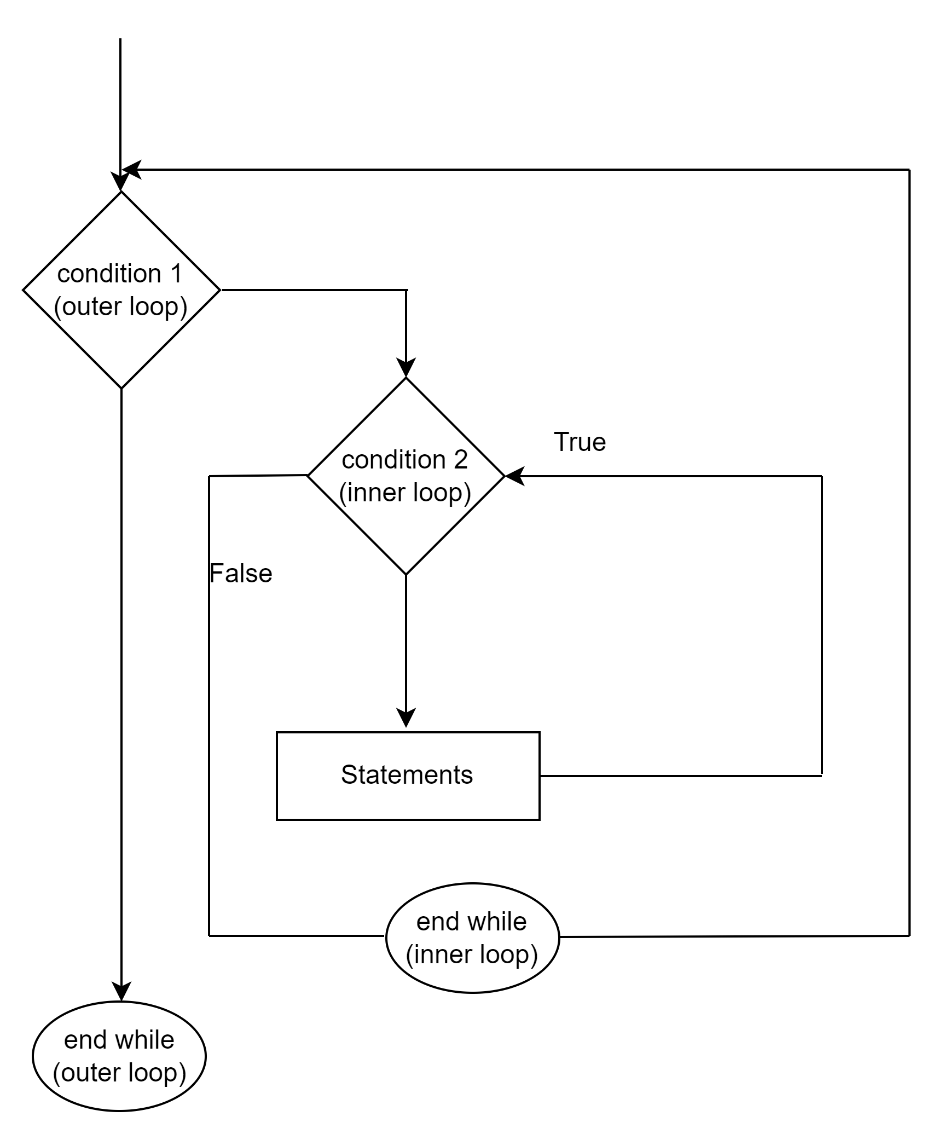 condition 1
(outer loop)
True
condition 2
(inner loop)
False
Statements
end while
(inner loop)
end while
(outer loop)